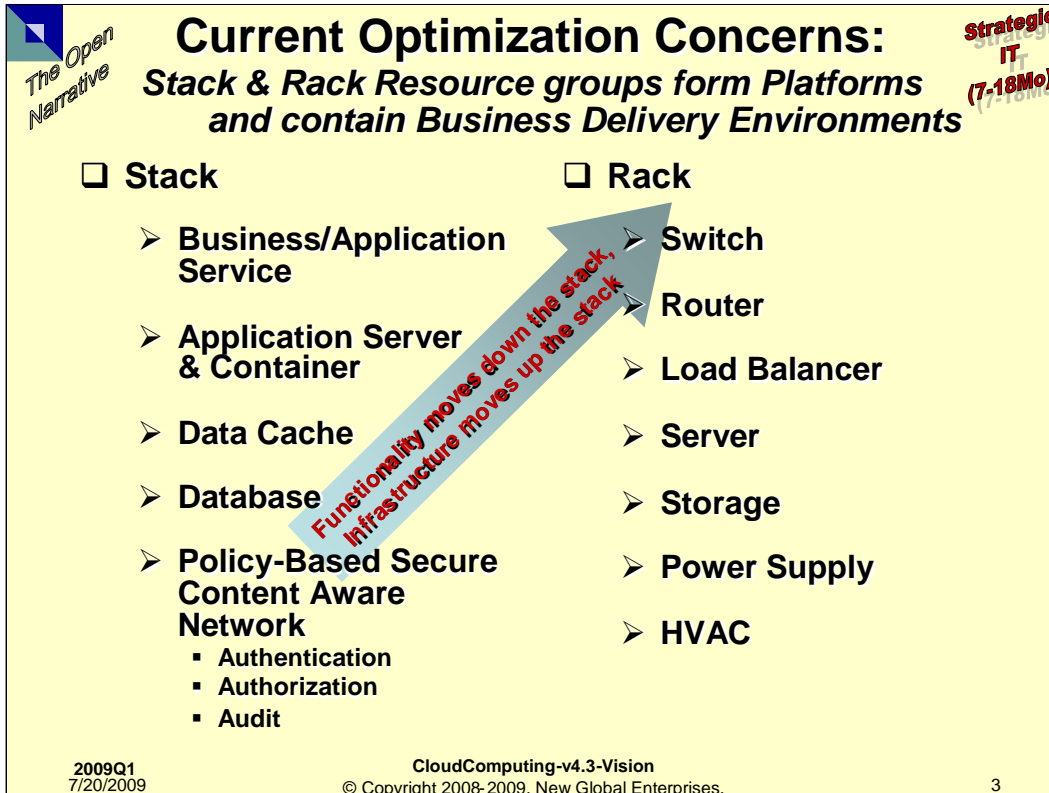 The Open
Narrative
Current Optimization Concerns:
Stack & Rack Resource groups form Platforms
and contain Business Delivery Environments
Strategic
IT
(7-18Mo)
❑ Stack
➢ Business/Application
Service
➢ Application Server
& Container
➢ Data Cache
➢ Database
➢ Policy-Based Secure
Content Aware
Network
▪ Authentication
▪ Authorization
▪ Audit
Functionality moves down the stack,
Infrastructure moves up the stack
❑ Rack
➢ Switch
➢ Router
➢ Load Balancer
➢ Server
➢ Storage
➢ Power Supply
➢ HVAC
2009Q1
7/20/2009
CloudComputing-v4.3-Vision
© Copyright 2008-2009, New Global Enterprises.
3